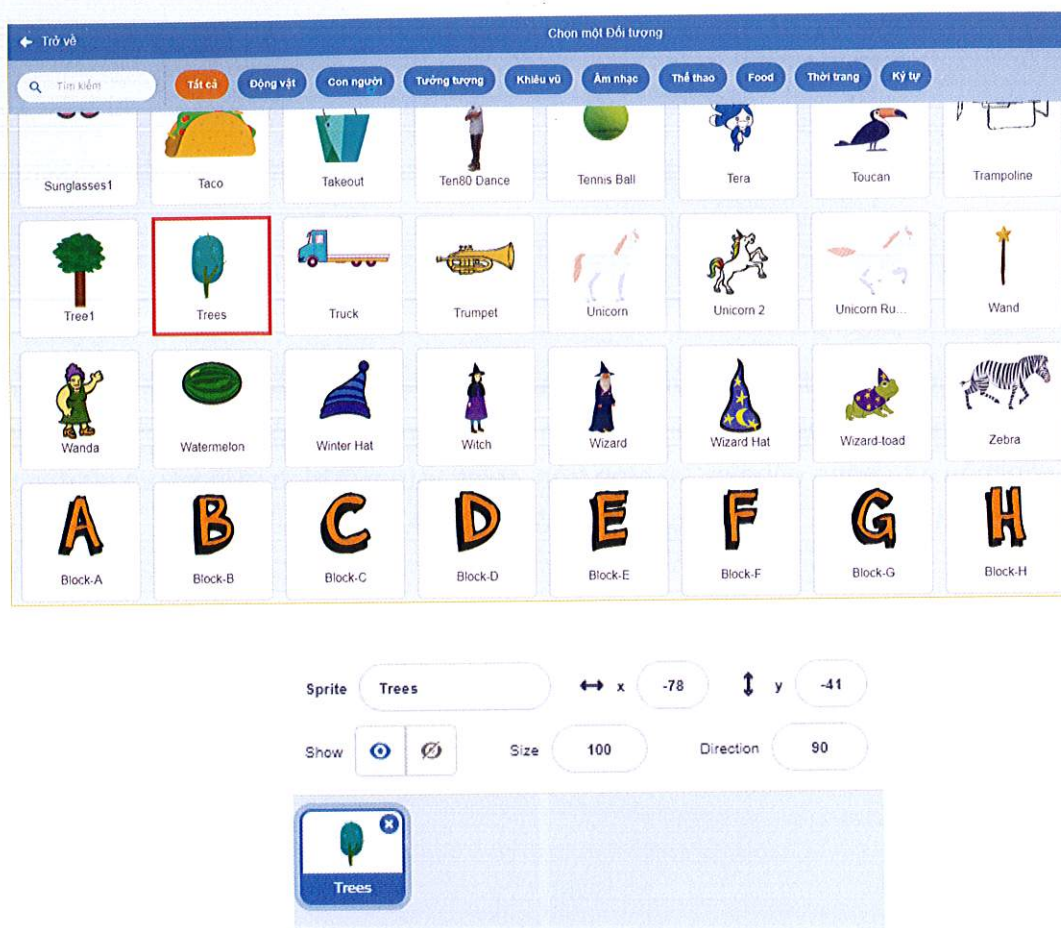 Trở về
Chọn một Đối tượng
Tìm kiếm Tất cả Động vật Con người Tưởng tượng Khiêu vũ Âm nhạc Thể thao Food Thời trang Ký tự
Sunglasses1 Taco Takeout Ten80 Dance Tennis Ball Tera Toucan Trampoline
Tree1 Trees Truck Trumpet Unicorn Unicorn 2 Unicorn Ru... Wand
Wanda Watermelon Winter Hat Witch Wizard Wizard Hat Wizard-toad Zebra
A B C D E F G H
Block-A Block-B Block-C Block-D Block-E Block-F Block-G Block-H
Sprite Trees x -78 y -41
Show Size 100 Direction 90
Trees